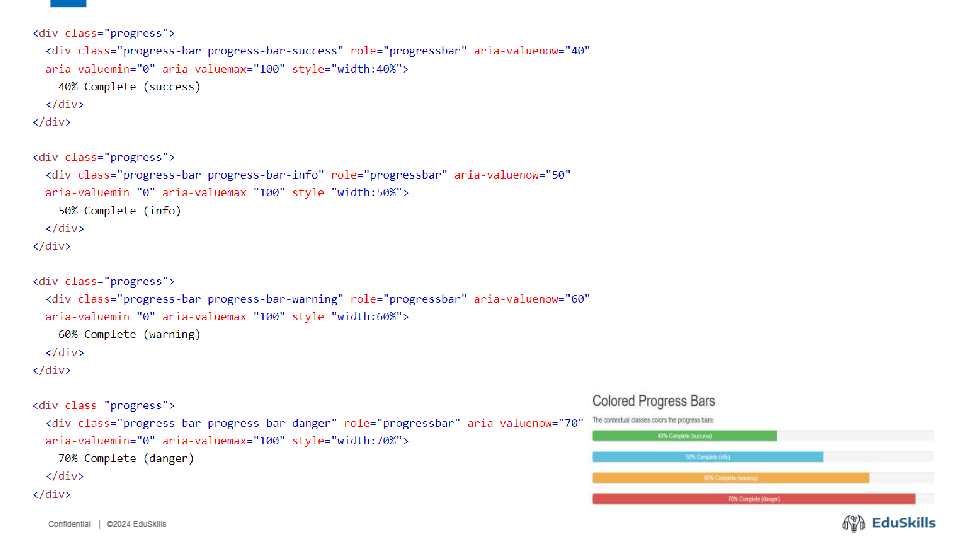 <div class="progress">
  <div class="progress-bar progress-bar-success" role="progressbar" aria-valuenow="40"
  aria-valuemin="0" aria-valuemax="100" style="width:40%">
    40% Complete (success)
  </div>
</div>

<div class="progress">
  <div class="progress-bar progress-bar-info" role="progressbar" aria-valuenow="50"
  aria-valuemin="0" aria-valuemax="100" style="width:50%">
    50% Complete (info)
  </div>
</div>

<div class="progress">
  <div class="progress-bar progress-bar-warning" role="progressbar" aria-valuenow="60"
  aria-valuemin="0" aria-valuemax="100" style="width:60%">
    60% Complete (warning)
  </div>
</div>

<div class="progress">
  <div class="progress-bar progress-bar-danger" role="progressbar" aria-valuenow="70"
  aria-valuemin="0" aria-valuemax="100" style="width:70%">
    70% Complete (danger)
  </div>
</div>

Colored Progress Bars
The contextual classes colors the progress bars.
40% Complete (success)
50% Complete (info)
60% Complete (warning)
70% Complete (danger)
Confidential | ©2024 EduSkills
EduSkills